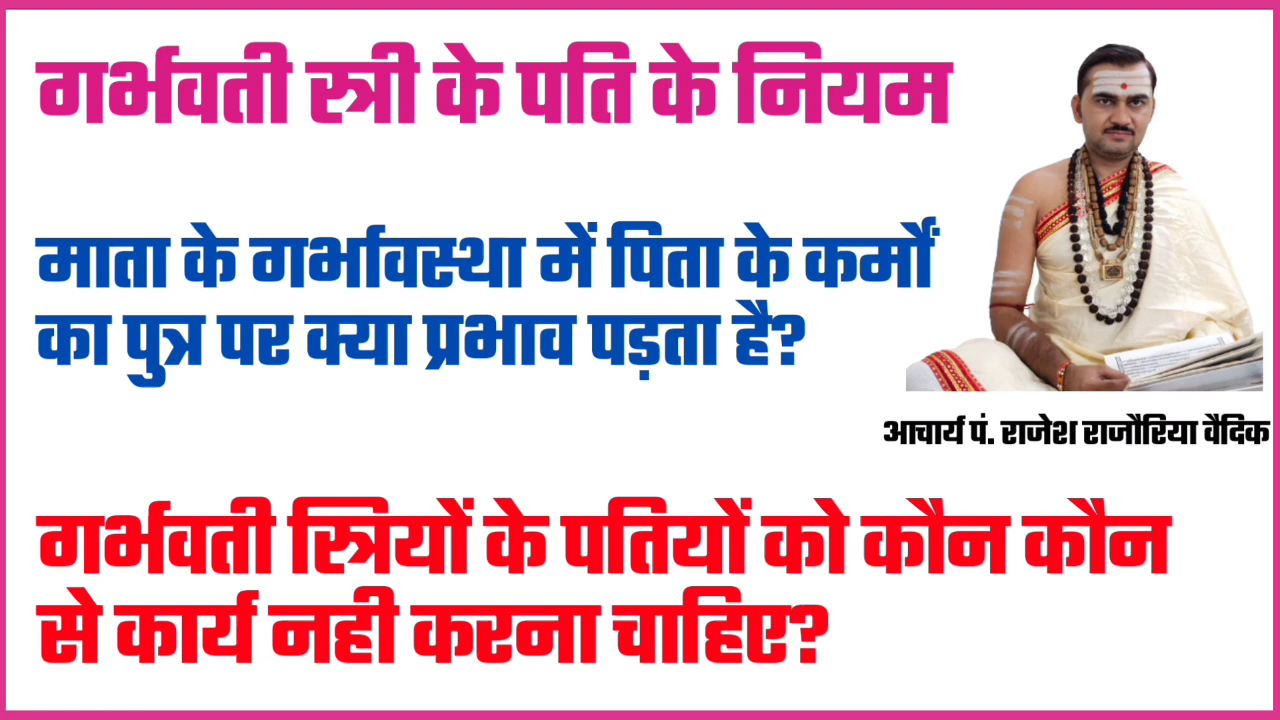 गर्भवती स्त्री के पति के नियम
माता के गर्भावस्था में पिता के कर्मों
का पुत्र पर क्या प्रभाव पड़ता है?
आचार्य पं. राजेश राजौरिया वैदिक
गर्भवती स्त्रियों के पतियों को कौन कौन
से कार्य नही करना चाहिए?